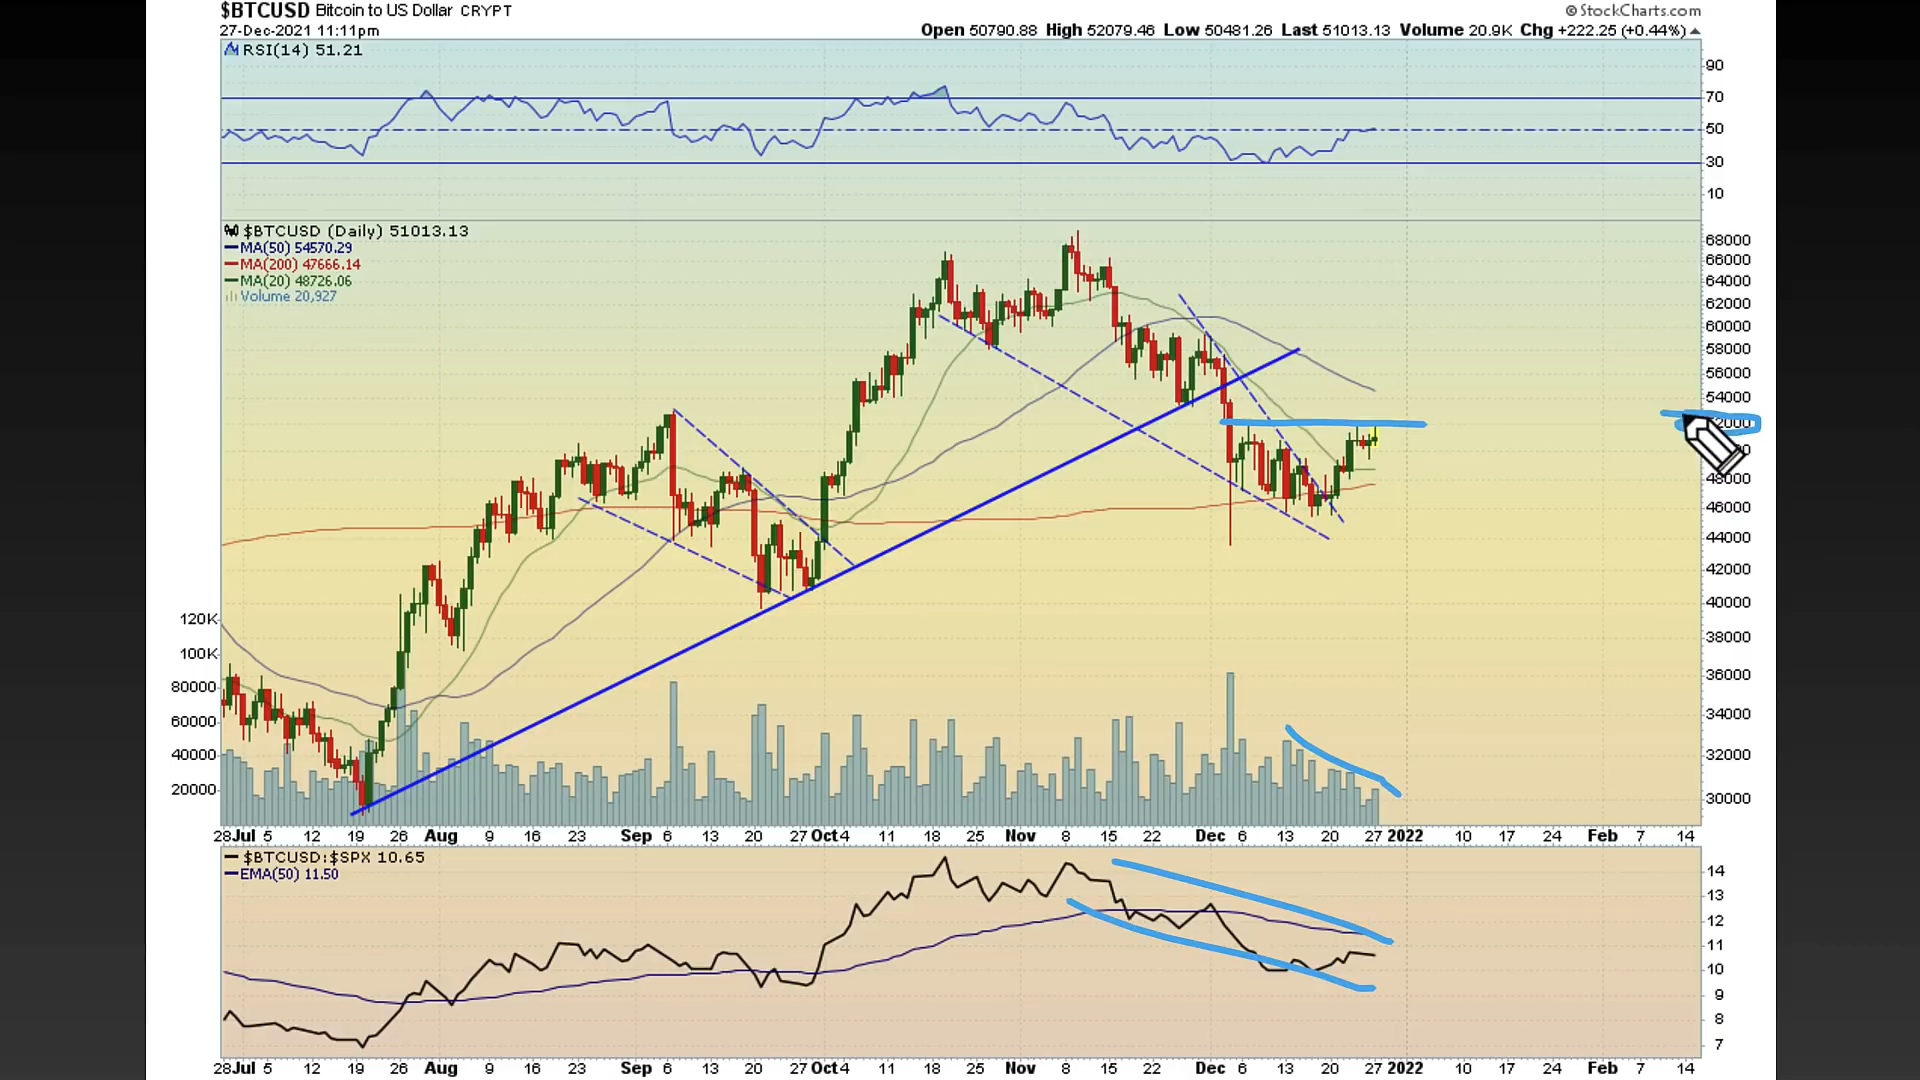 $BTCUSD Bitcoin to US Dollar CRYPT
© StockCharts.com
27-Dec-2021 11:11pm
Open 50790.88 High 52079.46 Low 50481.26 Last 51013.13 Volume 20.9K Chg +222.25 (+0.44%)
RSI(14) 51.21
90
70
50
30
10
$BTCUSD (Daily) 51013.13
MA(50) 54570.29
MA(200) 47666.14
MA(20) 48726.06
Volume 20,927
68000
66000
64000
62000
60000
58000
56000
54000
48000
46000
44000
42000
40000
38000
36000
34000
32000
30000
120K
100K
80000
60000
40000
20000
28 Jul 5 12 19 26 Aug 9 16 23 Sep 6 13 20 27 Oct 4 11 18 25 Nov 8 15 22 Dec 6 13 20 27 2022 10 17 24 Feb 7 14
$BTCUSD:$SPX 10.65
EMA(50) 11.50
14
13
12
11
10
9
8
7
28 Jul 5 12 19 26 Aug 9 16 23 Sep 6 13 20 27 Oct 4 11 18 25 Nov 8 15 22 Dec 6 13 20 27 2022 10 17 24 Feb 7 14